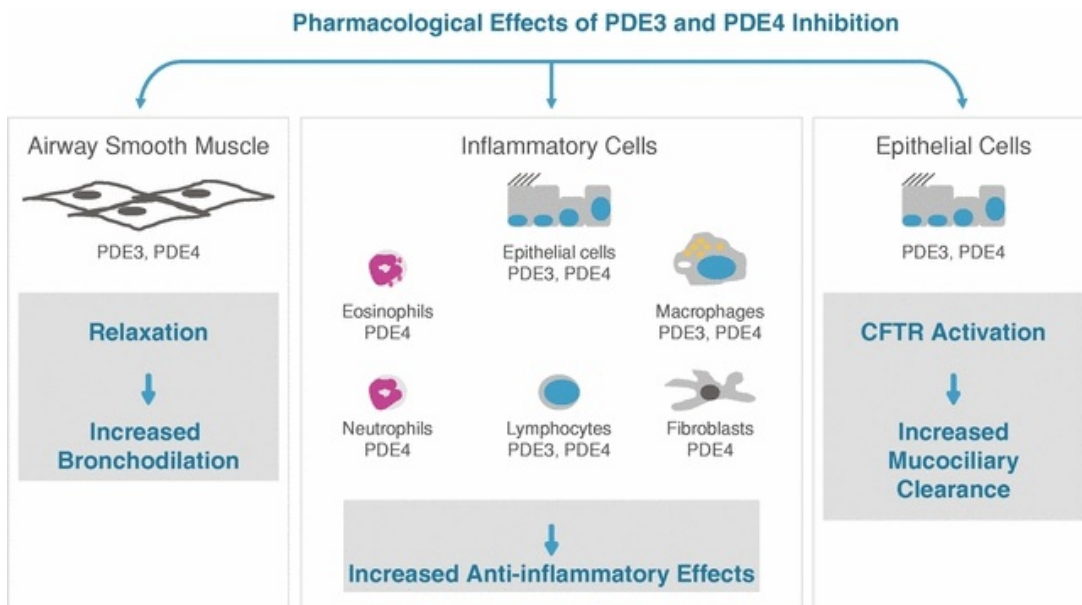 Pharmacological Effects of PDE3 and PDE4 Inhibition
Airway Smooth Muscle
PDE3, PDE4
Relaxation
Increased
Bronchodilation
Inflammatory Cells
Epithelial cells
PDE3, PDE4
Eosinophils
PDE4
Macrophages
PDE3, PDE4
Neutrophils
PDE4
Lymphocytes
PDE3, PDE4
Fibroblasts
PDE4
Increased Anti-inflammatory Effects
Epithelial Cells
PDE3, PDE4
CFTR Activation
Increased
Mucociliary
Clearance